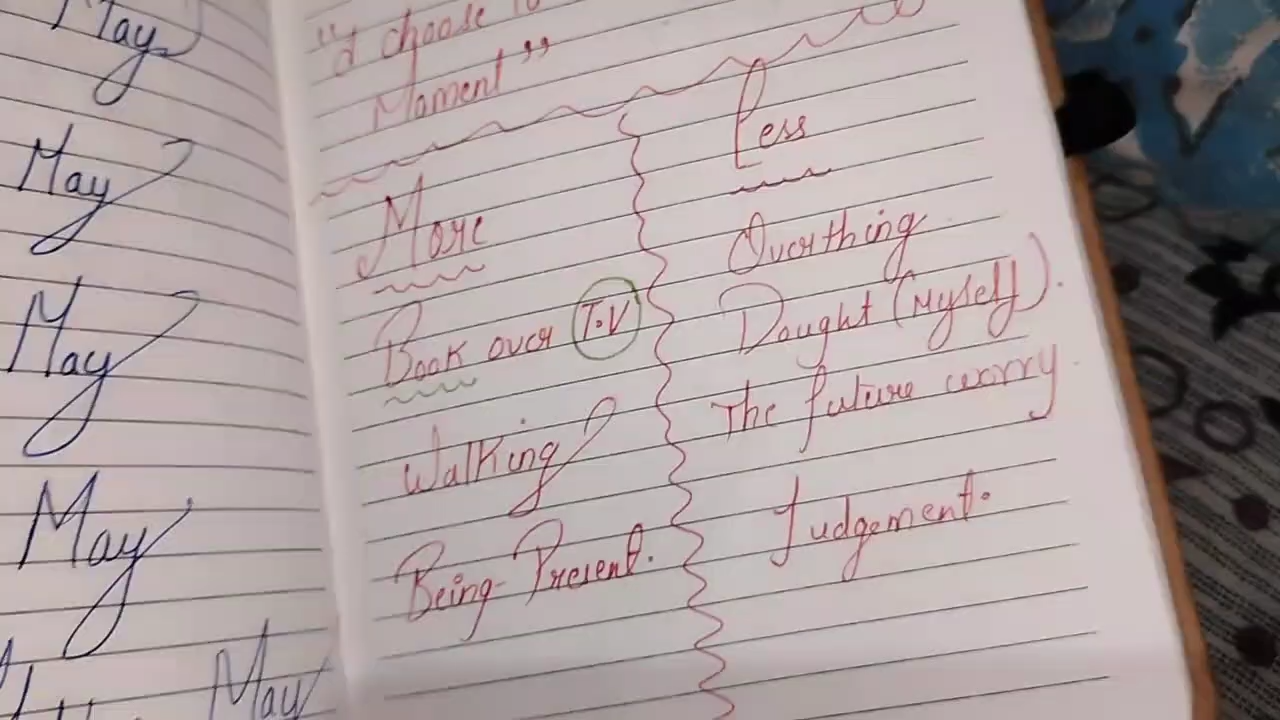 May
May
May
May
May
"I choose to
Moment"
More
Book over T.V
Walking
Being Present.
Less
Overthing
Dought (Myself).
The future worry.
Judgement.